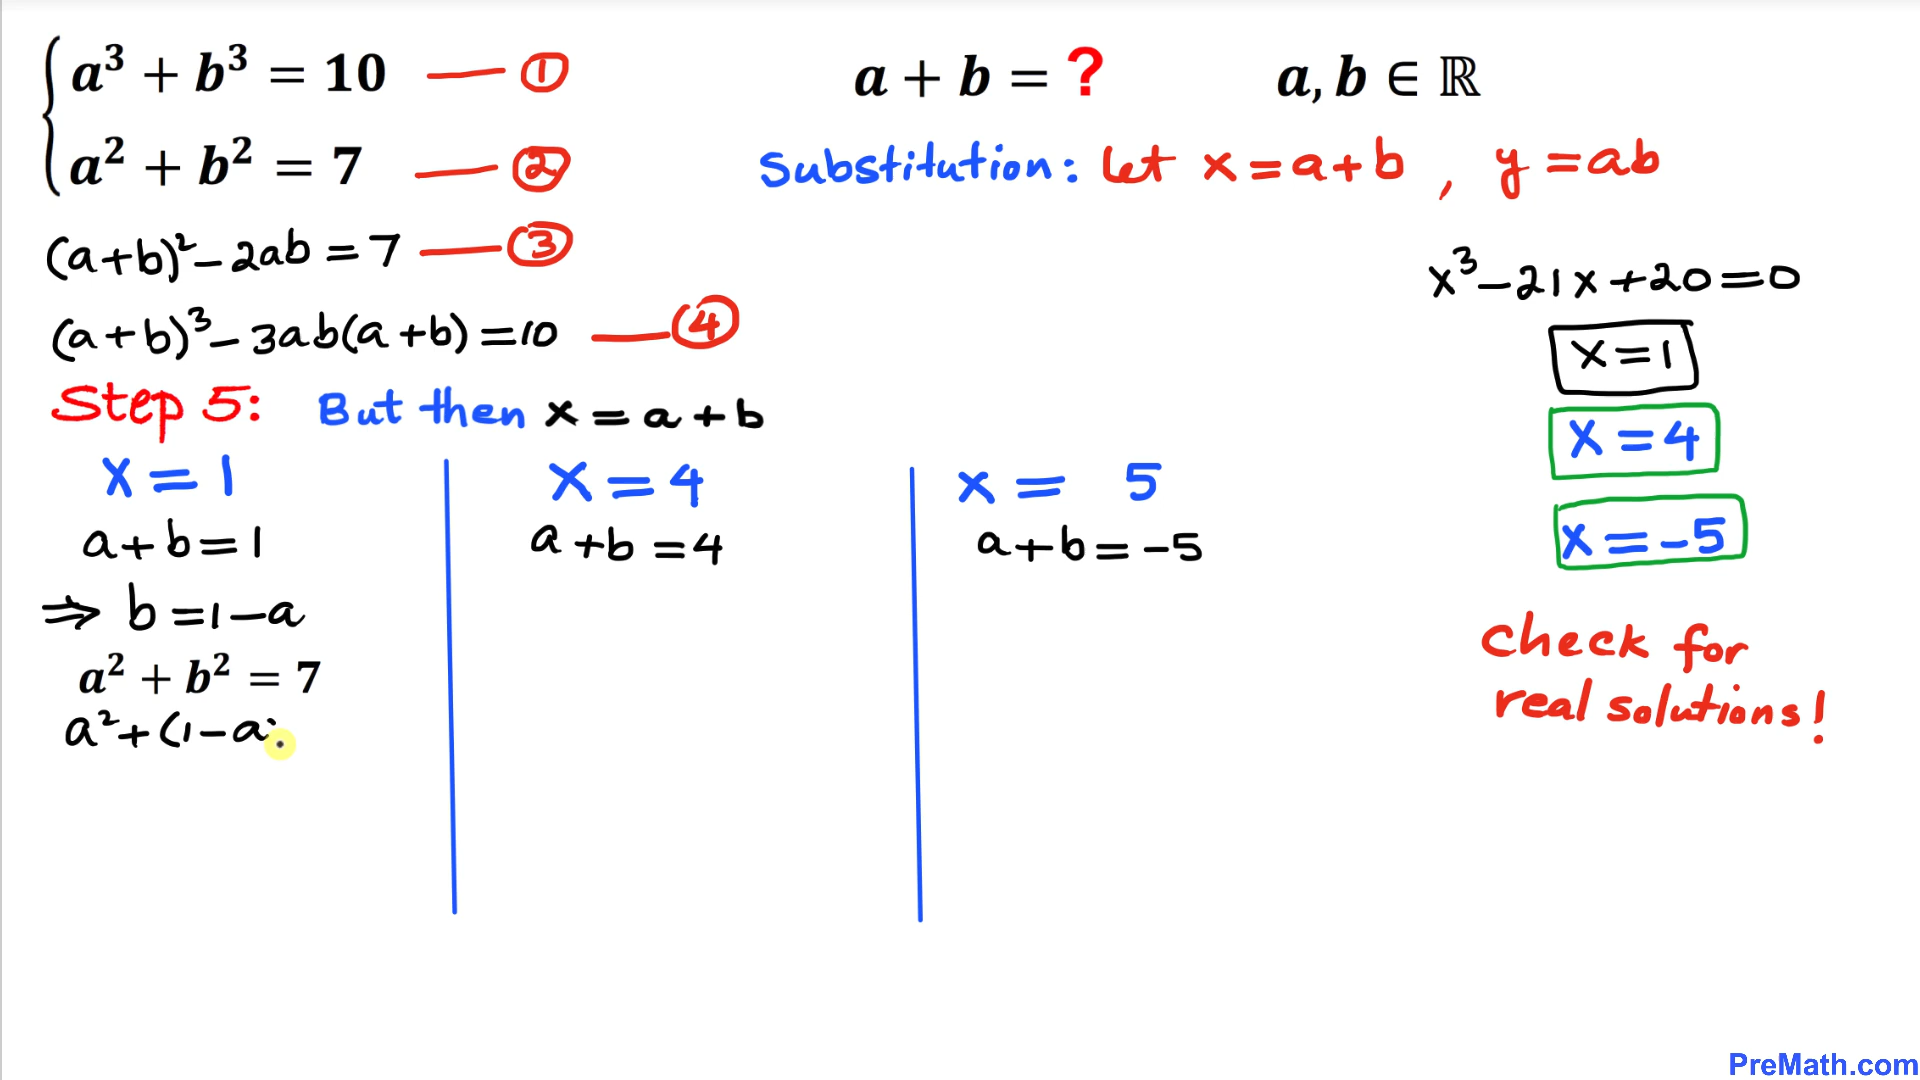 a³ + b³ = 10 —— ①
a² + b² = 7 —— ②
a + b = ?
a, b ∈ ℝ
Substitution: let x = a+b , y = ab
(a+b)² – 2ab = 7 —— ③
(a+b)³ – 3ab(a+b) = 10 —— ④
x³ – 21x + 20 = 0
x = 1
x = 4
x = –5
check for
real solutions!
Step 5: But then x = a + b
x = 1
a + b = 1
⇒ b = 1 – a
a² + b² = 7
a² + (1 – a
x = 4
a + b = 4
x = 5
a + b = –5
PreMath.com